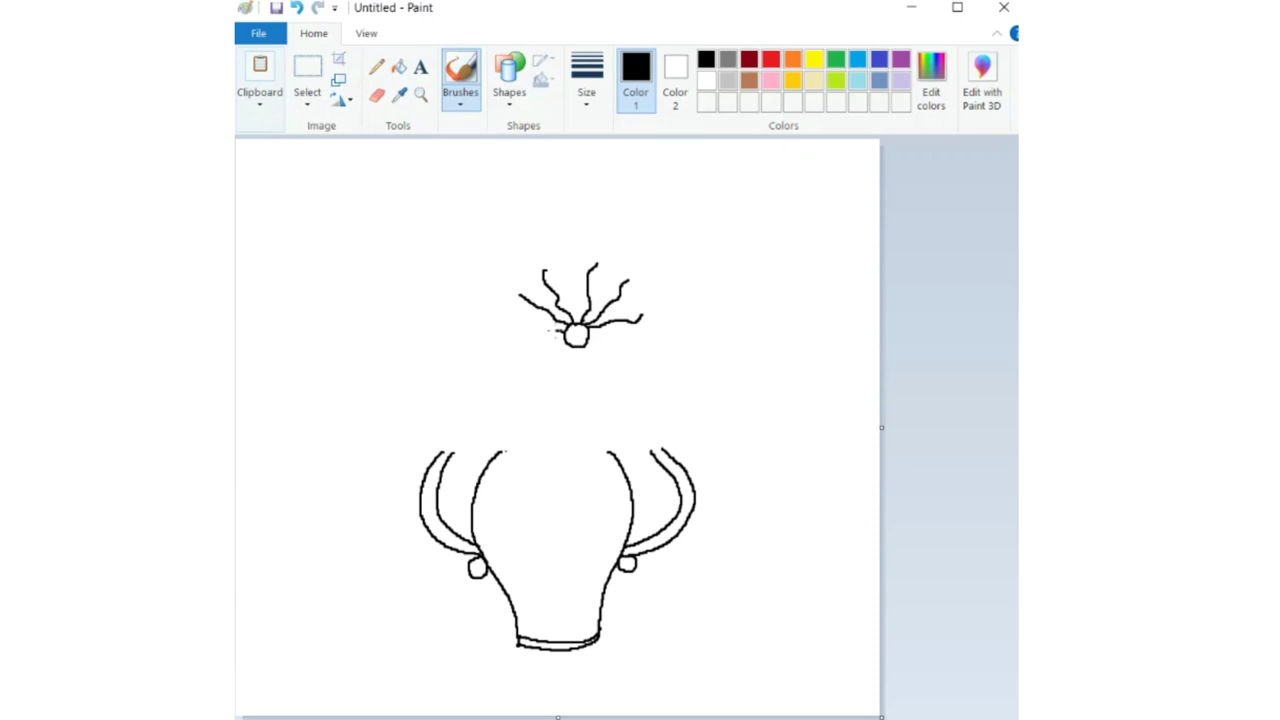 Untitled - Paint
File Home View
Clipboard Select Brushes Shapes Size Color 1 Color 2 Edit colors Edit with Paint 3D
Image Tools Shapes Colors